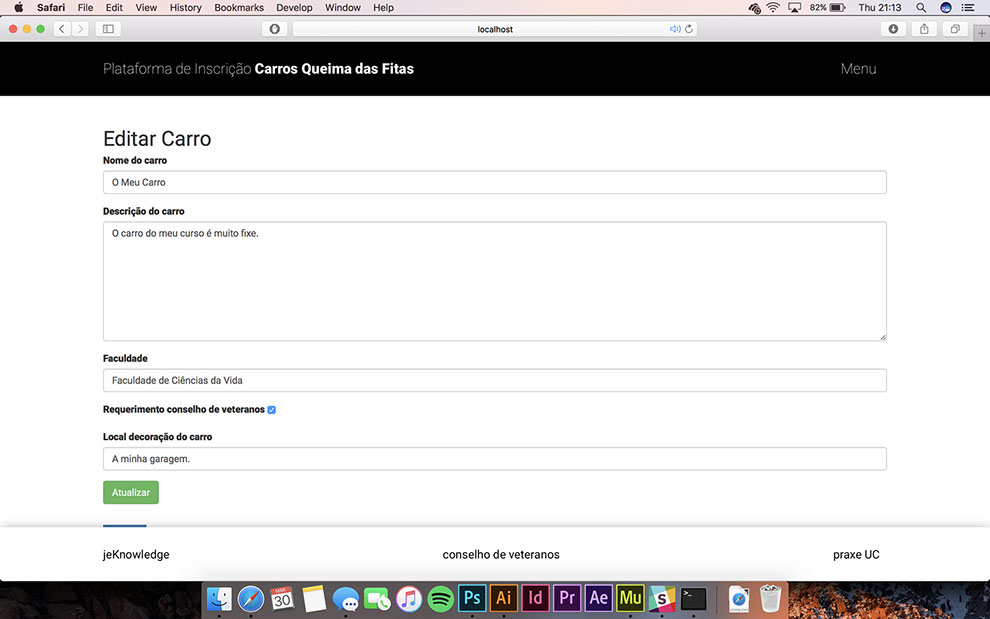 Safari File Edit View History Bookmarks Develop Window Help 82% Thu 21:13
localhost
Plataforma de Inscrição Carros Queima das Fitas Menu
Editar Carro
Nome do carro
O Meu Carro
Descrição do carro
O carro do meu curso é muito fixe.
Faculdade
Faculdade de Ciências da Vida
Requerimento conselho de veteranos
Local decoração do carro
A minha garagem.
Atualizar
jeKnowledge conselho de veteranos praxe UC
MAR 30 Ps Ai Id Pr Ae Mu S